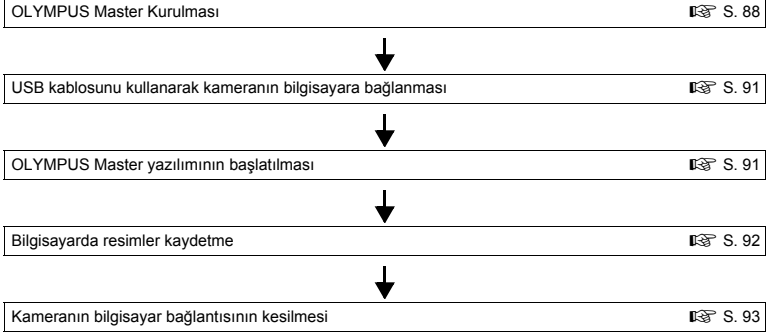 OLYMPUS Master Kurulması ☞ S. 88
USB kablosunu kullanarak kameranın bilgisayara bağlanması ☞ S. 91
OLYMPUS Master yazılımının başlatılması ☞ S. 91
Bilgisayarda resimler kaydetme ☞ S. 92
Kameranın bilgisayar bağlantısının kesilmesi ☞ S. 93